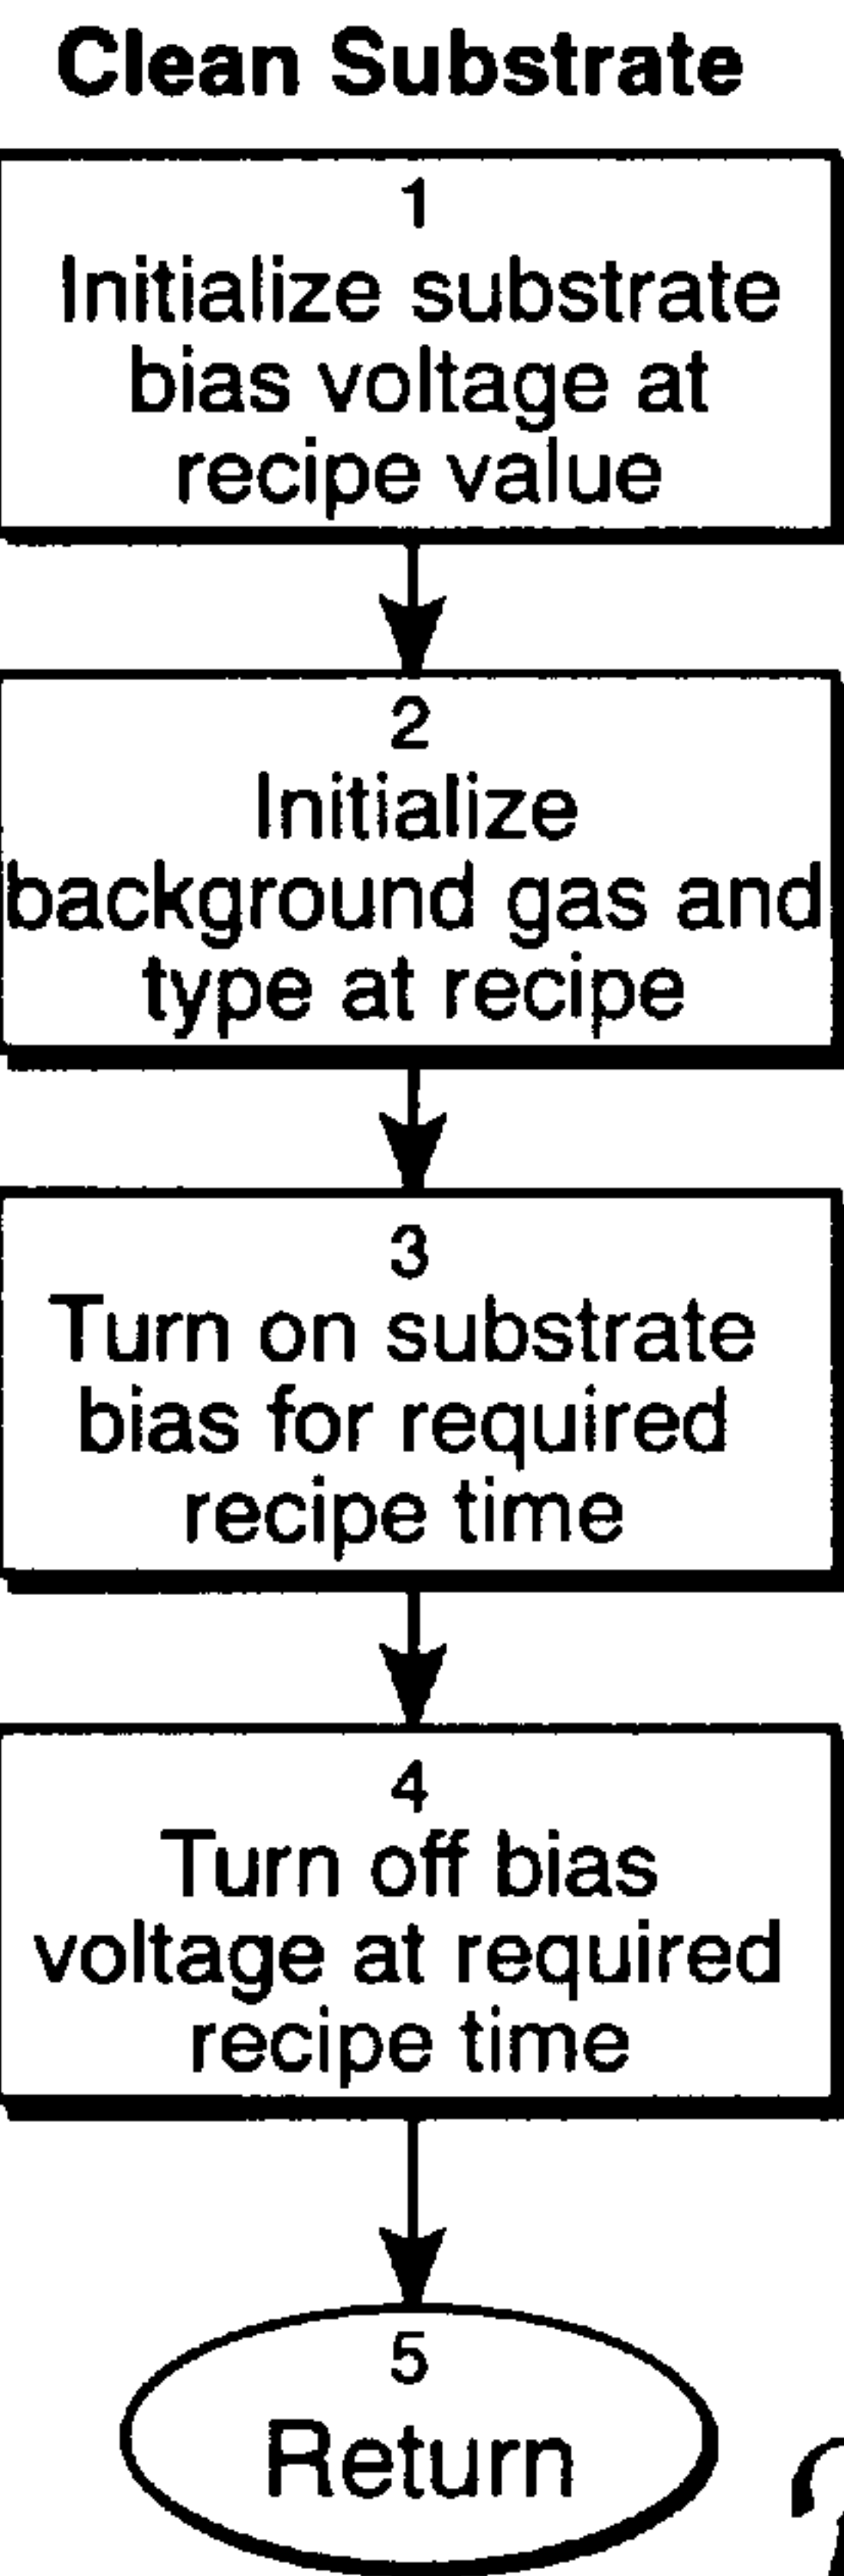 Clean Substrate
1
Initialize substrate
bias voltage at
recipe value
2
Initialize
background gas and
type at recipe
3
Turn on substrate
bias for required
recipe time
4
Turn off bias
voltage at required
recipe time
5
Return